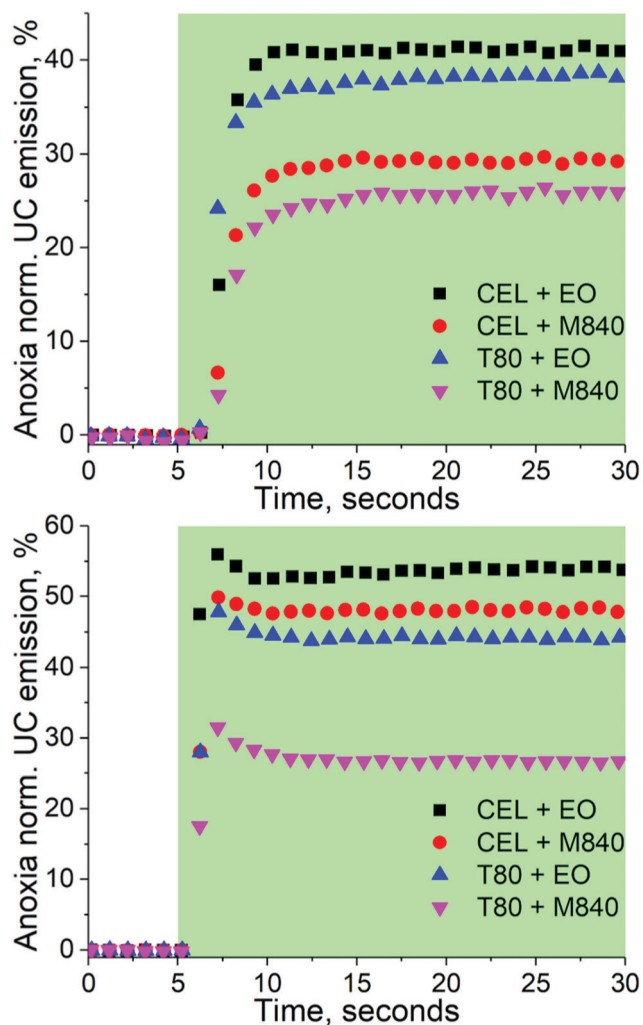 Anoxia norm. UC emission, %
40
30
20
10
0
CEL + EO
CEL + M840
T80 + EO
T80 + M840
0 5 10 15 20 25 30
Time, seconds
Anoxia norm. UC emission, %
60
50
40
30
20
10
0
CEL + EO
CEL + M840
T80 + EO
T80 + M840
0 5 10 15 20 25 30
Time, seconds